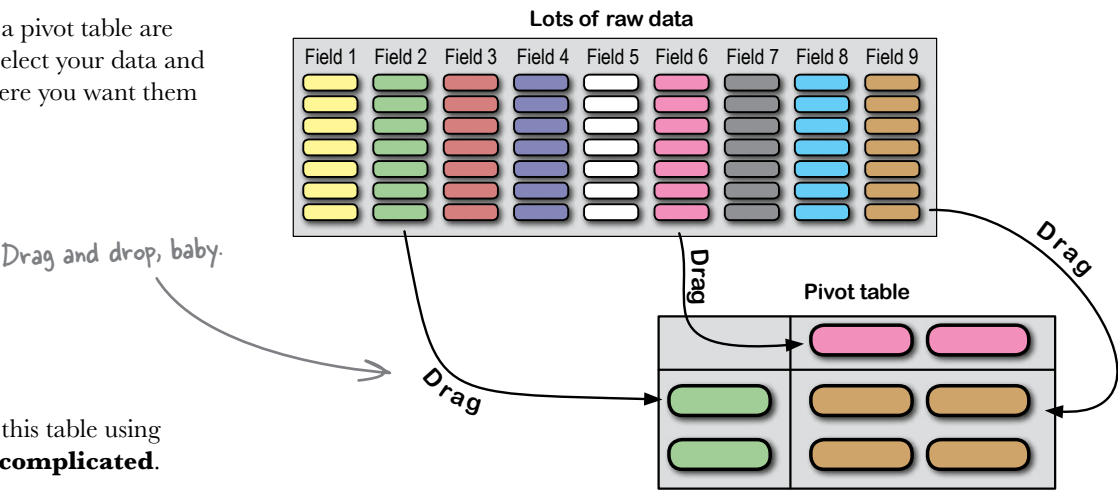 a pivot table are
elect your data and
ere you want them
Lots of raw data
Field 1 Field 2 Field 3 Field 4 Field 5 Field 6 Field 7 Field 8 Field 9
Drag and drop, baby.
Drag
Drag
Drag
Pivot table
this table using
complicated.